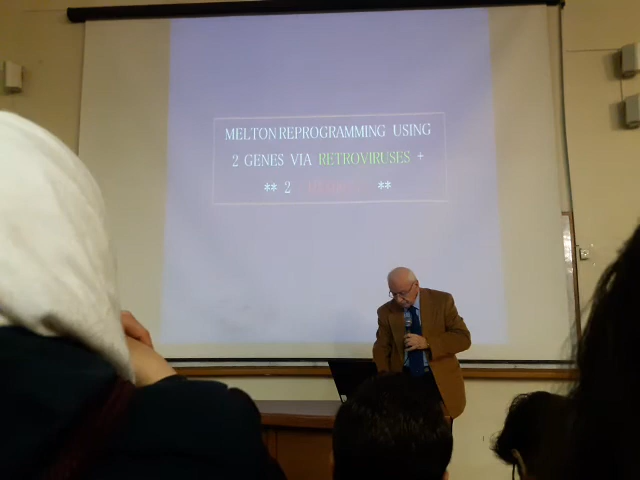 MELTON REPROGRAMMING USING
2 GENES VIA RETROVIRUSES +
** 2 **